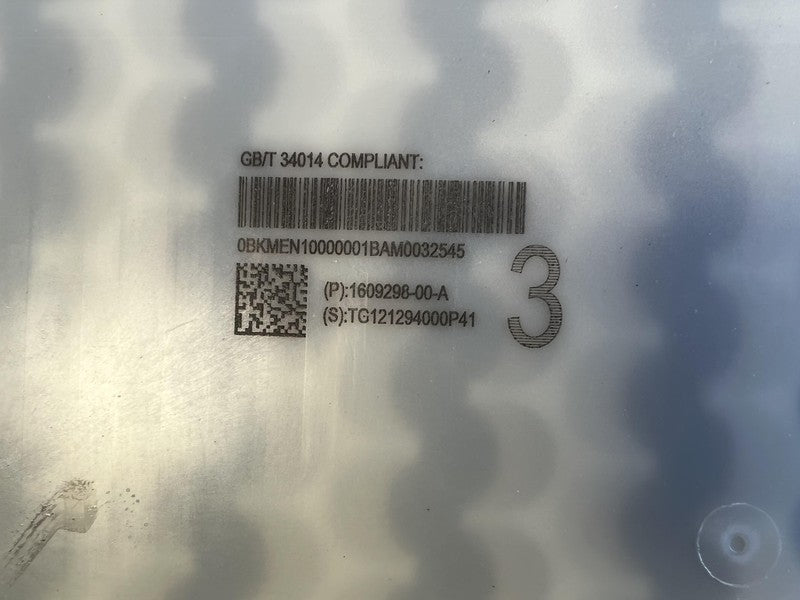 GB/T 34014 COMPLIANT:
0BKMEN10000001BAM0032545
(P):1609298-00-A
(S):TG121294000P41
3